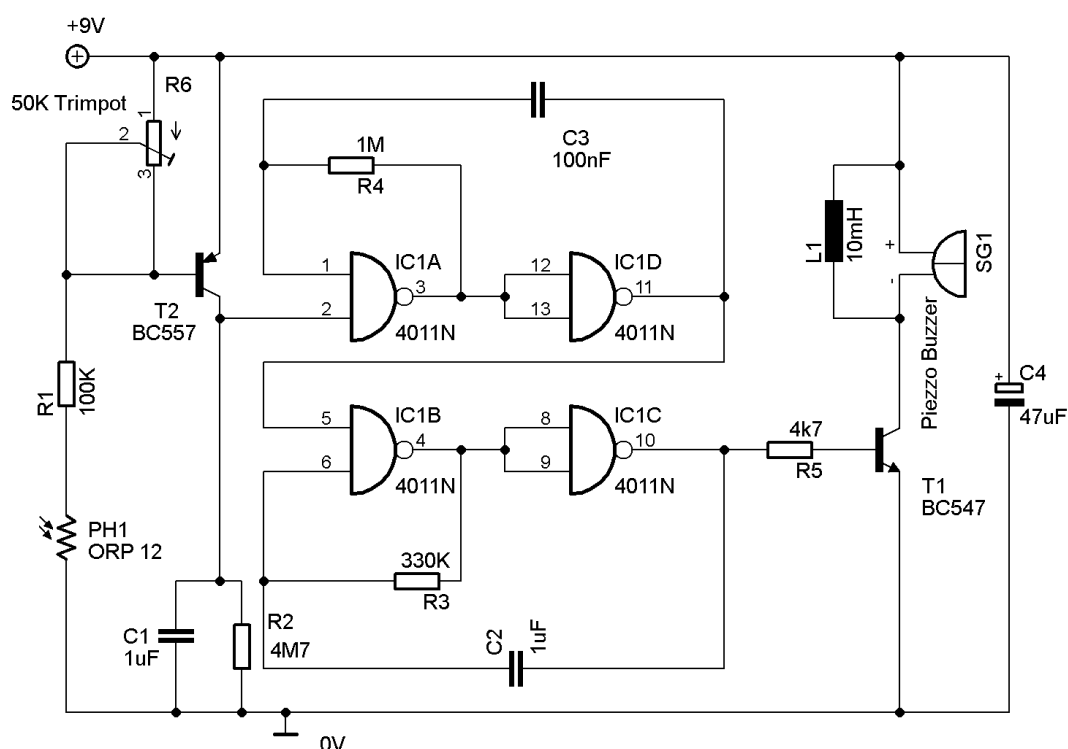 +9V
R6
50K Trimpot
1
2
3
1M
R4
C3
100nF
T2
BC557
1
2
IC1A
3
4011N
12
13
IC1D
11
4011N
L1
10mH
+
-
SG1
Piezzo Buzzer
R1
100K
5
6
IC1B
4
4011N
8
9
IC1C
10
4011N
4k7
R5
T1
BC547
+
C4
47uF
PH1
ORP 12
330K
R3
C1
1uF
R2
4M7
C2
1uF
0V